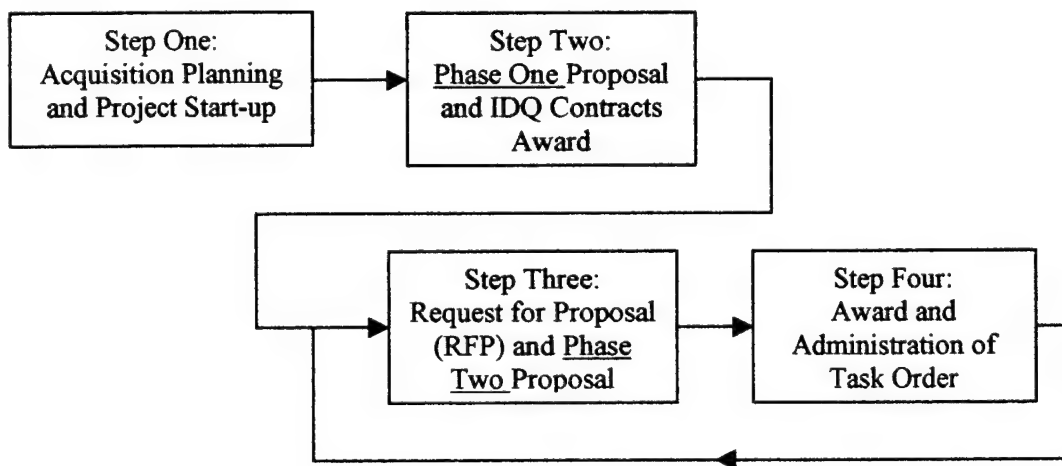 Step One:
Acquisition Planning
and Project Start-up
Step Two:
Phase One Proposal
and IDQ Contracts
Award
Step Three:
Request for Proposal
(RFP) and Phase
Two Proposal
Step Four:
Award and
Administration of
Task Order